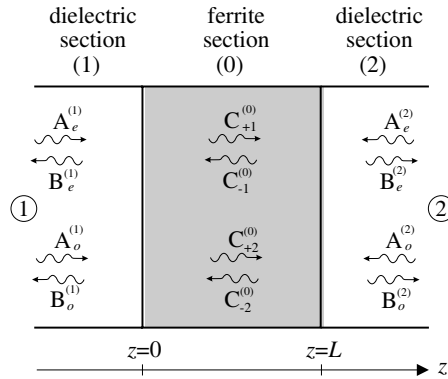 dielectric ferrite dielectric
section section section
(1) (0) (2)
A_e^(1) C_+1^(0) A_e^(2)
B_e^(1) C_-1^(0) B_e^(2)
1 2
A_o^(1) C_+2^(0) A_o^(2)
B_o^(1) C_-2^(0) B_o^(2)
z=0 z=L z